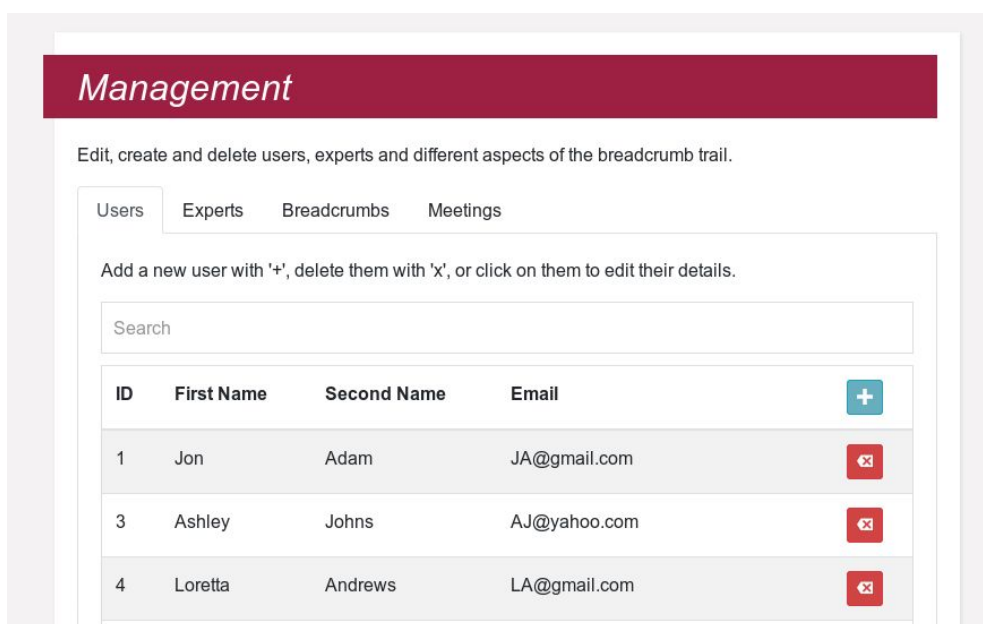 Management
Edit, create and delete users, experts and different aspects of the breadcrumb trail.
Users Experts Breadcrumbs Meetings
Add a new user with '+', delete them with 'x', or click on them to edit their details.
Search
ID First Name Second Name Email
1 Jon Adam JA@gmail.com
3 Ashley Johns AJ@yahoo.com
4 Loretta Andrews LA@gmail.com